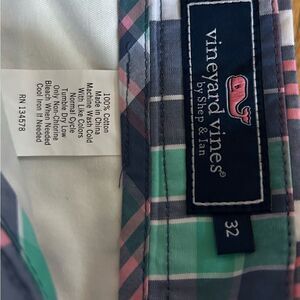 100% Cotton
Made in China
Machine Wash Cold
With Like Colors
Normal Cycle
Tumble Dry Low
Only Non-Chlorine
Bleach When Needed
Cool Iron If Needed
RN 134578
vineyard vines®
by Shep & Ian
32